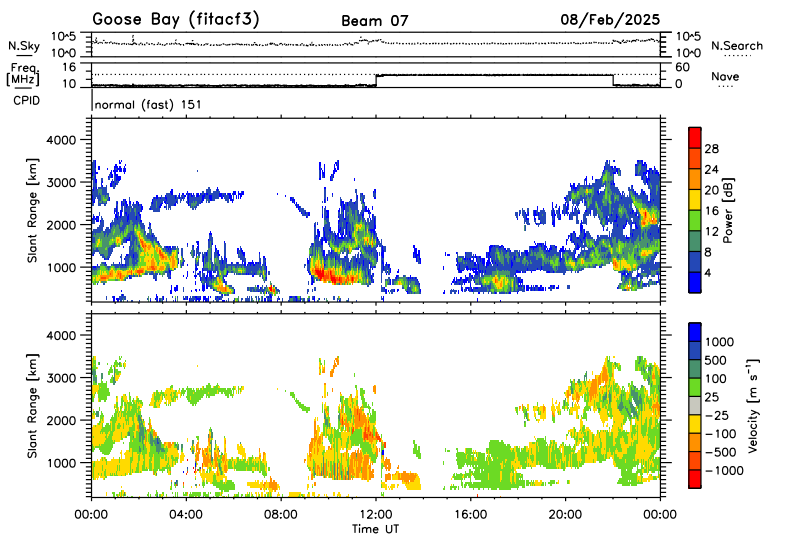 Goose Bay (fitacf3) Beam 07 08/Feb/2025
N.Sky 10^5 10^0 10^5 10^0 N.Search
Freq. [MHz] 16 10 60 0 Nave
CPID normal (fast) 151
Slant Range [km] 4000 3000 2000 1000
Power [dB] 28 24 20 16 12 8 4
Slant Range [km] 4000 3000 2000 1000
Velocity [m s⁻¹] 1000 500 100 25 −25 −100 −500 −1000
00:00 04:00 08:00 12:00 16:00 20:00 00:00
Time UT